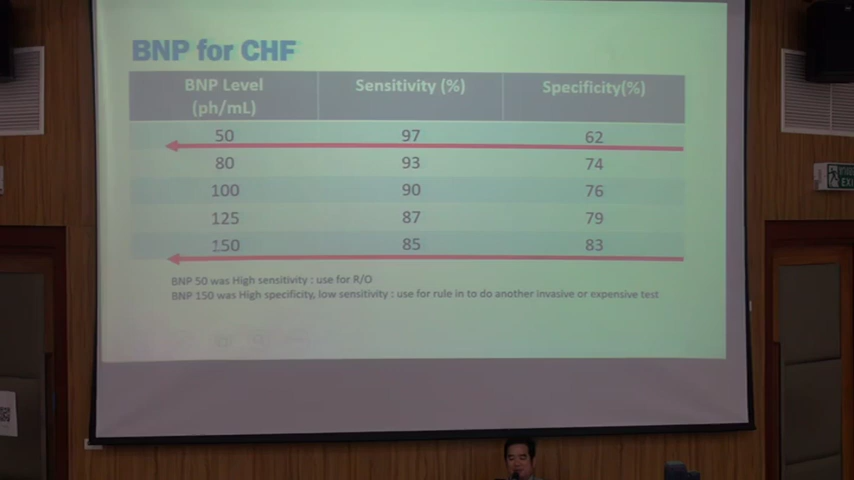 BNP for CHF
BNP Level (ph/mL) Sensitivity (%) Specificity(%)
50 97 62
80 93 74
100 90 76
125 87 79
150 85 83
BNP 50 was High sensitivity : use for R/O
BNP 150 was High specificity, low sensitivity : use for rule in to do another invasive or expensive test